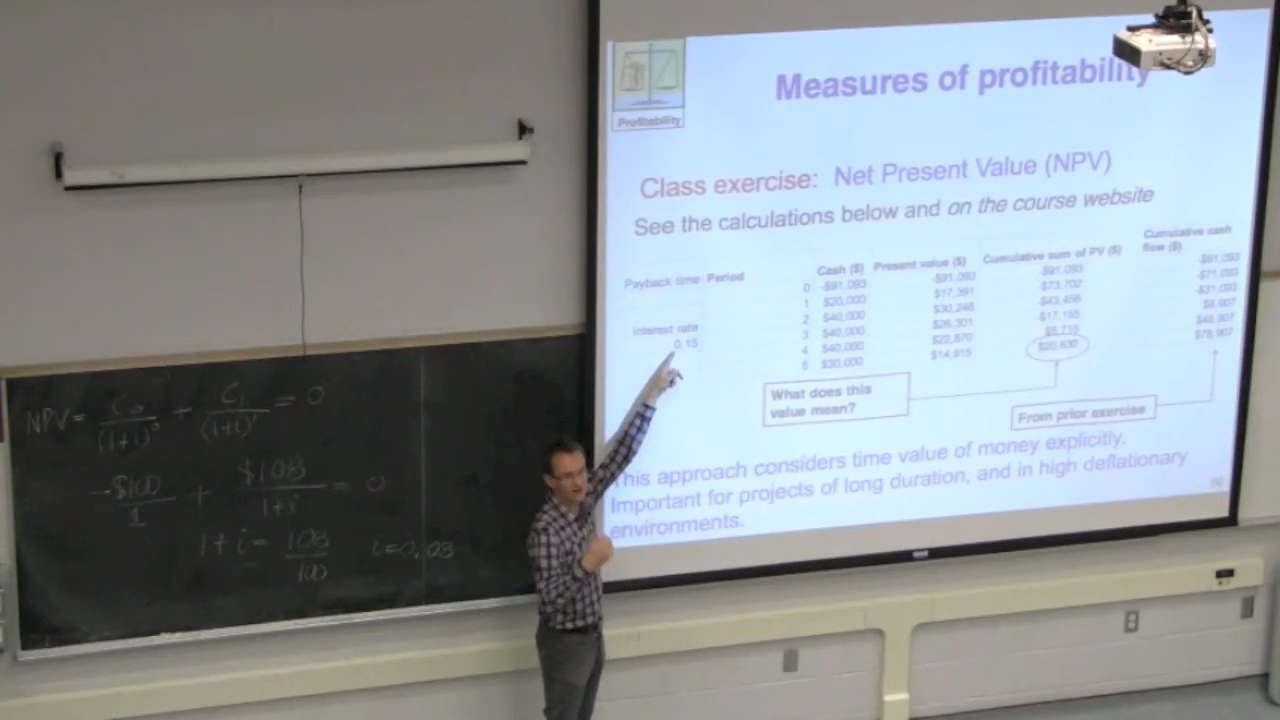 Profitability
Measures of profitability
Class exercise: Net Present Value (NPV)
See the calculations below and on the course website
Payback time Period Cash ($) Present value ($) Cumulative sum of PV ($) Cumulative cash flow ($)
0 -$91,093 -$91,093 -$91,093 -$91,093
1 $20,000 $17,391 -$73,702 -$71,093
2 $40,000 $30,246 -$43,456 -$31,093
Interest rate 3 $40,000 $26,301 -$17,155 $8,907
0.15 4 $40,000 $22,870 $5,715 $48,907
5 $30,000 $14,915 $20,630 $78,907
What does this
value mean?
From prior exercise
This approach considers time value of money explicitly.
Important for projects of long duration, and in high deflationary
environments.
NPV = C₀/(1+i)⁰ + C₁/(1+i)¹ = 0
-$100/1 + $108/1+i = 0
1+i = 108/100 i=0,08